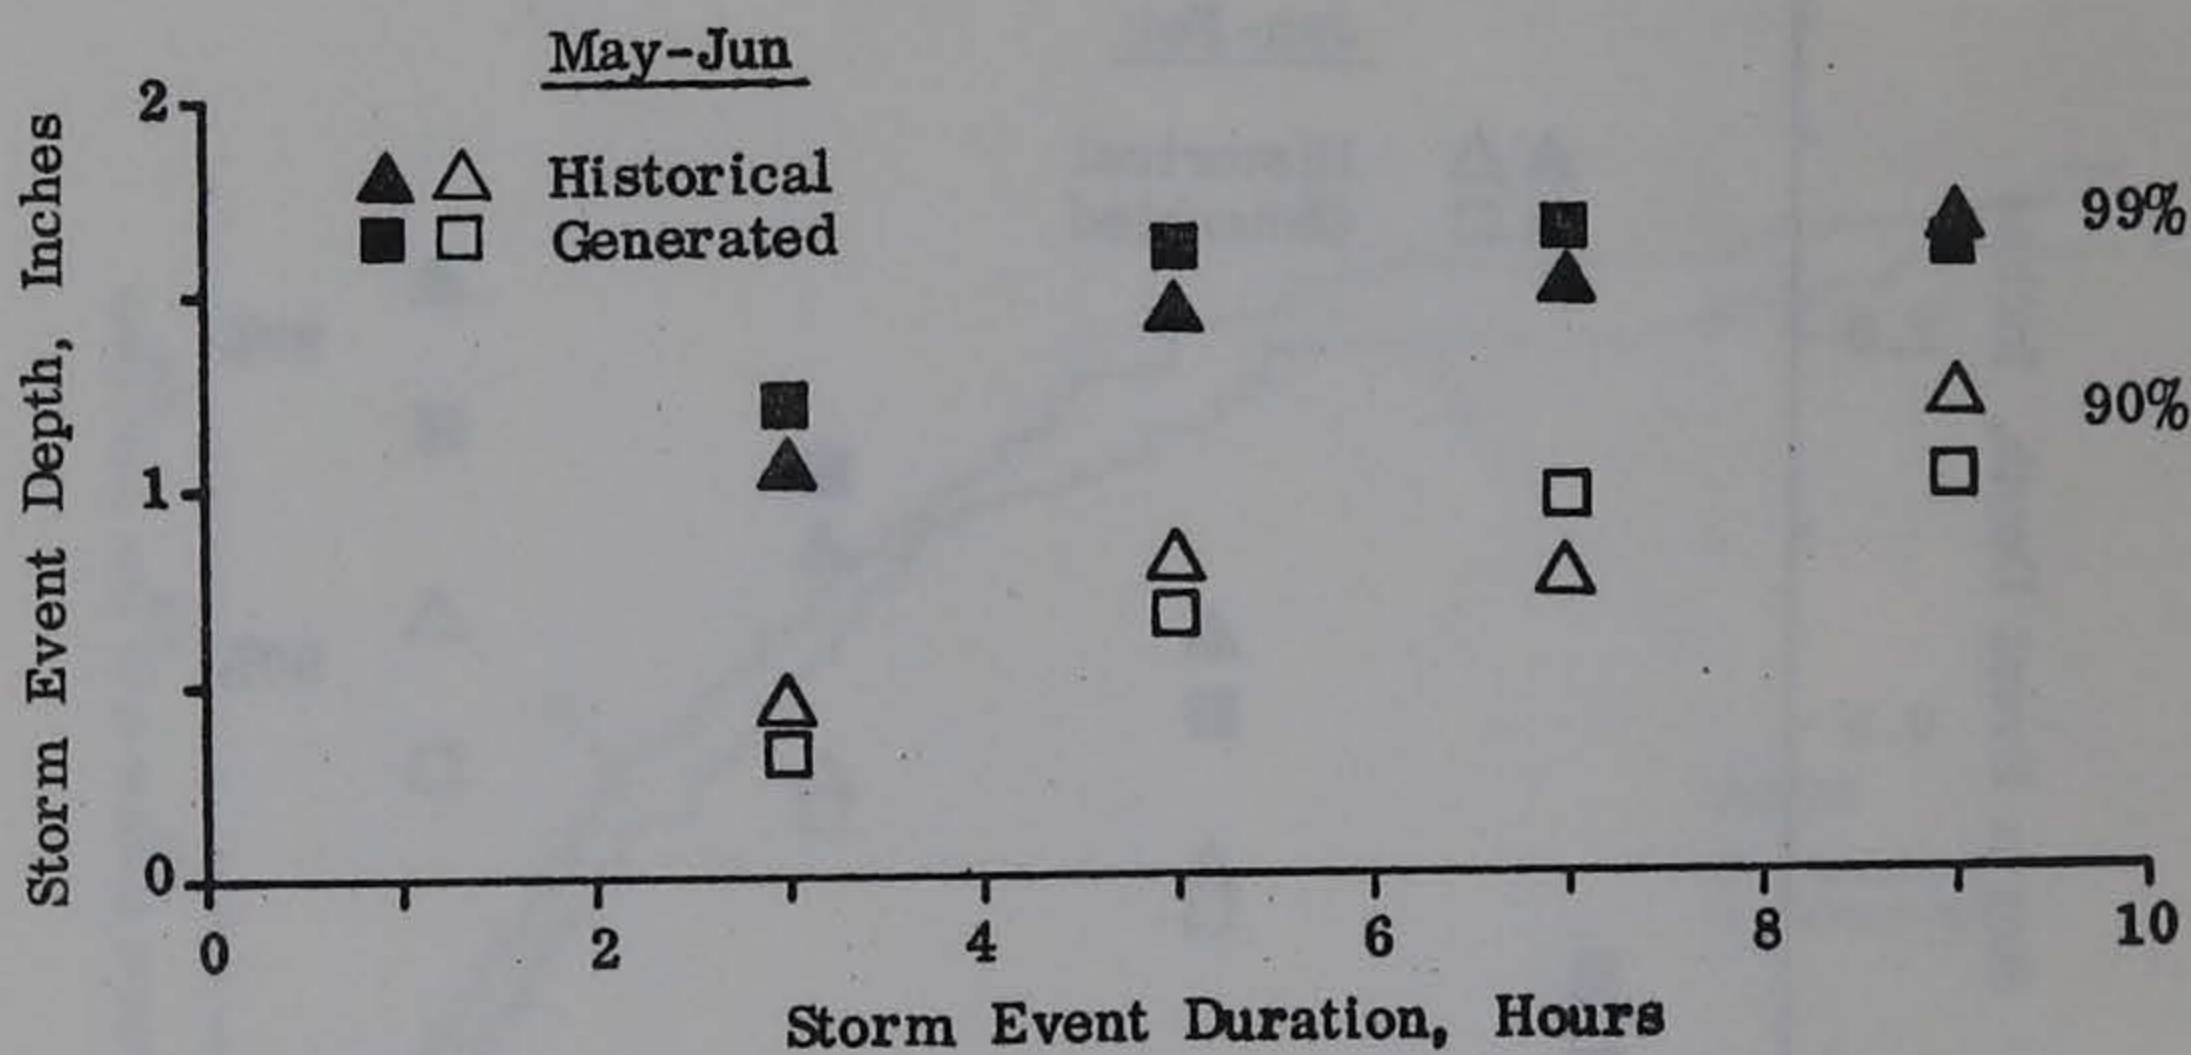 May-Jun
2
Historical
Generated
99%
90%
1
0
0 2 4 6 8 10
Storm Event Depth, Inches
Storm Event Duration, Hours